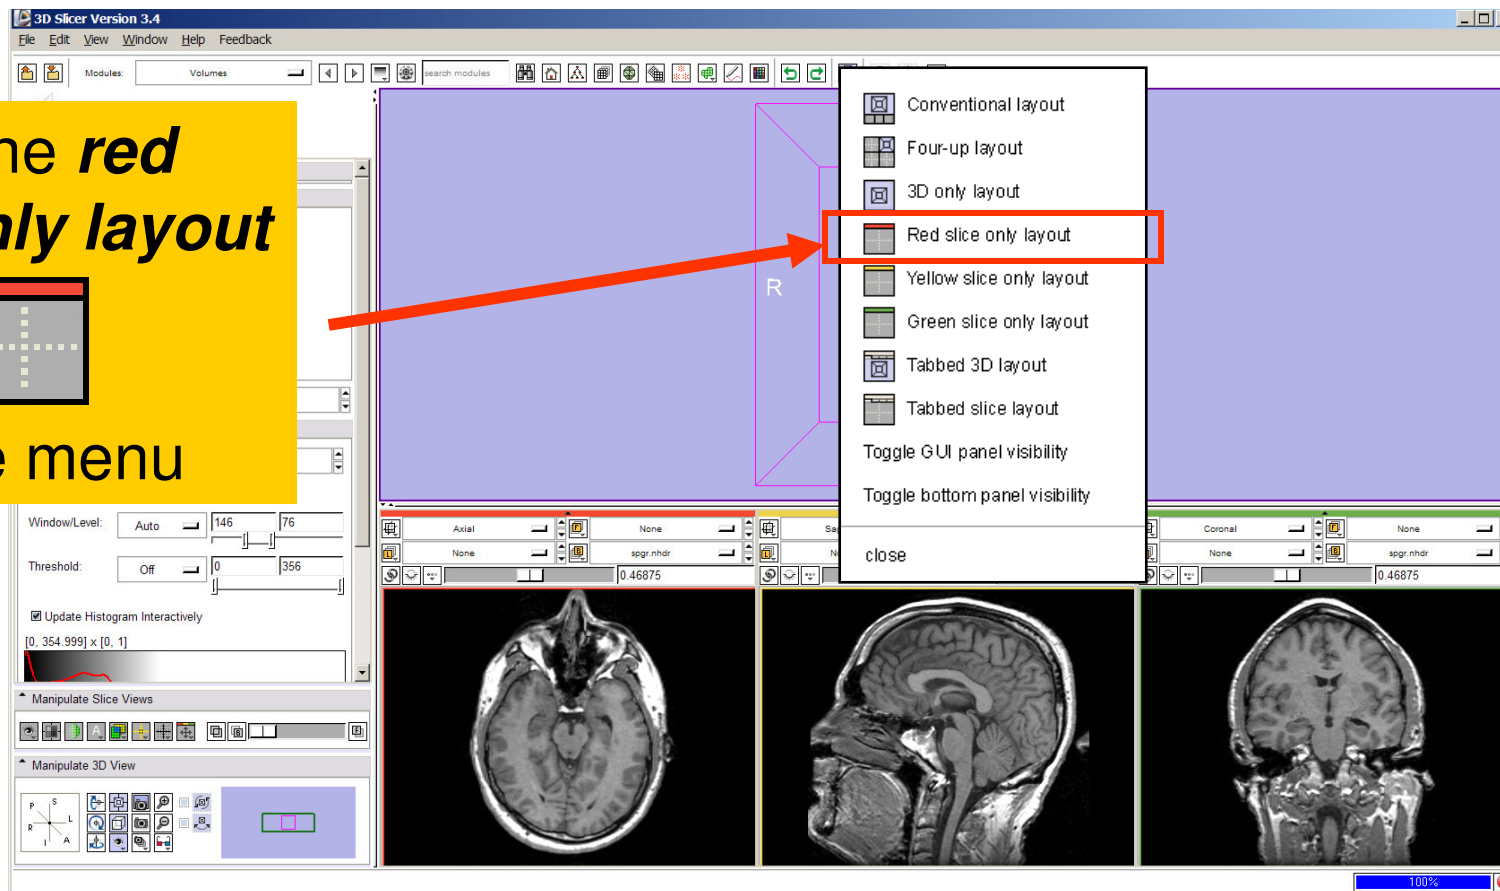 3D Slicer Version 3.4
File Edit View Window Help Feedback
Modules: Volumes search modules
ne red
nly layout
e menu
Conventional layout
Four-up layout
3D only layout
Red slice only layout
Yellow slice only layout
Green slice only layout
Tabbed 3D layout
Tabbed slice layout
Toggle GUI panel visibility
Toggle bottom panel visibility
close
R
Window/Level: Auto 146 76
Threshold: Off 0 356
Update Histogram Interactively
[0, 354.999] x [0, 1]
Manipulate Slice Views
Manipulate 3D View
P S
R L
I A
Axial None
None spgr.nhdr
0.46875
Sag
N
Coronal None
None spgr.nhdr
0.46875
100%